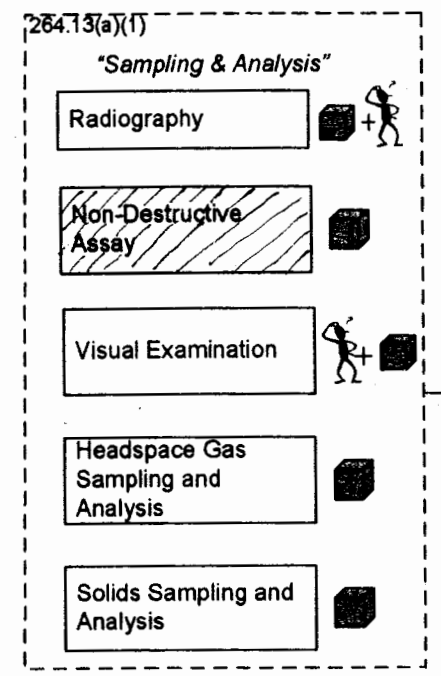 264.13(a)(1)
"Sampling & Analysis"
Radiography
+
Non-Destructive
Assay
Visual Examination
+
Headspace Gas
Sampling and
Analysis
Solids Sampling and
Analysis